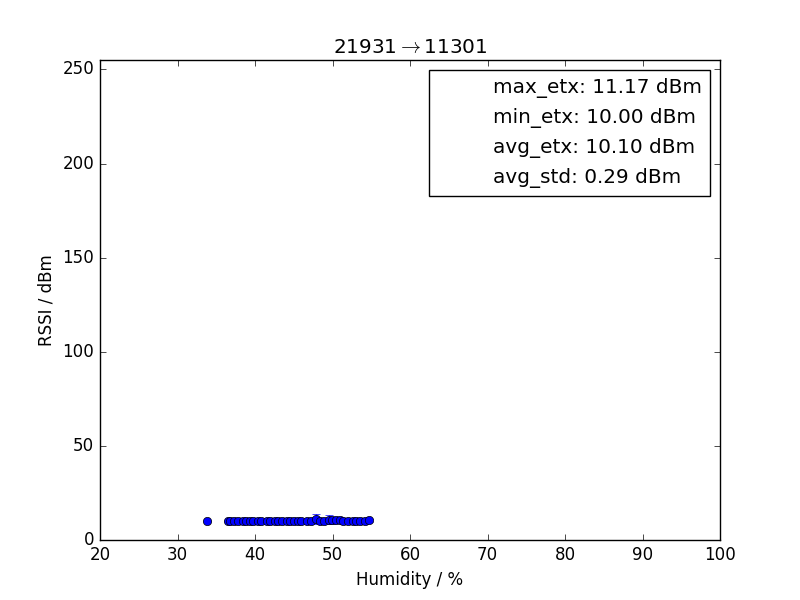 21931→11301
max_etx: 11.17 dBm
min_etx: 10.00 dBm
avg_etx: 10.10 dBm
avg_std: 0.29 dBm
250
200
150
100
50
0
RSSI / dBm
20 30 40 50 60 70 80 90 100
Humidity / %